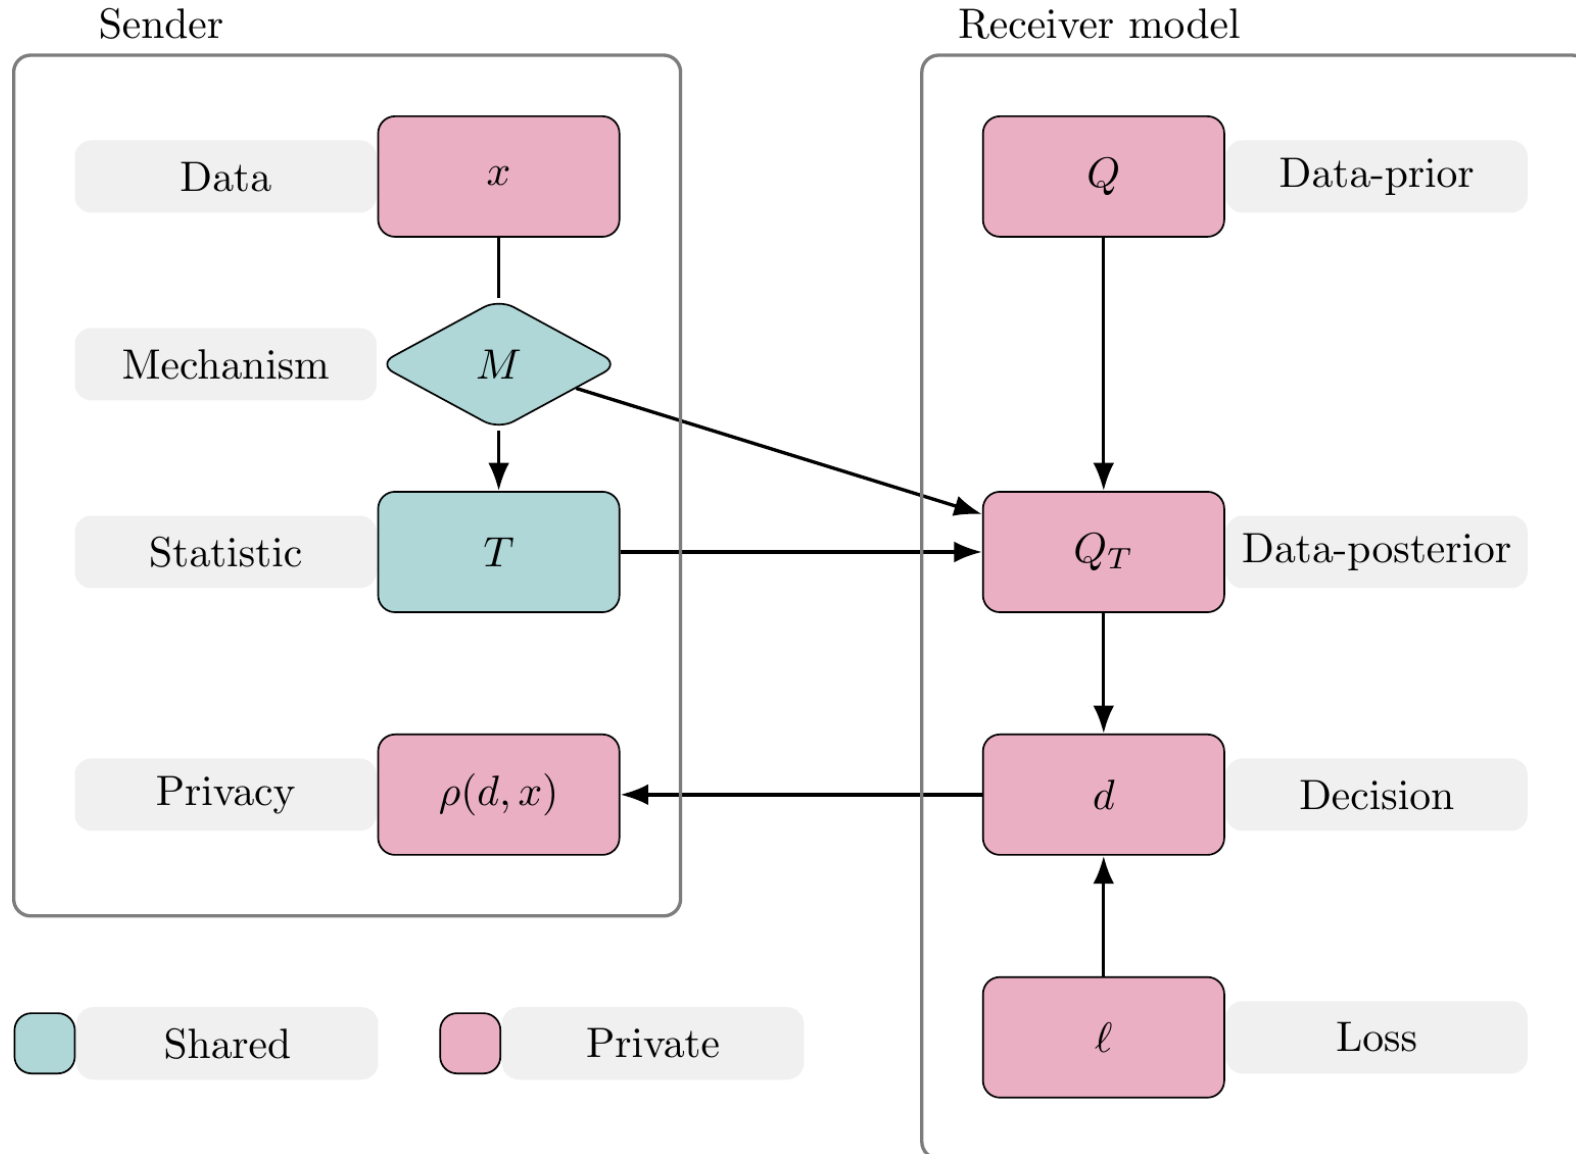 Sender
Receiver model
Data
x
Q
Data-prior
Mechanism
M
Statistic
T
Q_T
Data-posterior
Privacy
ρ(d, x)
d
Decision
ℓ
Loss
Shared
Private